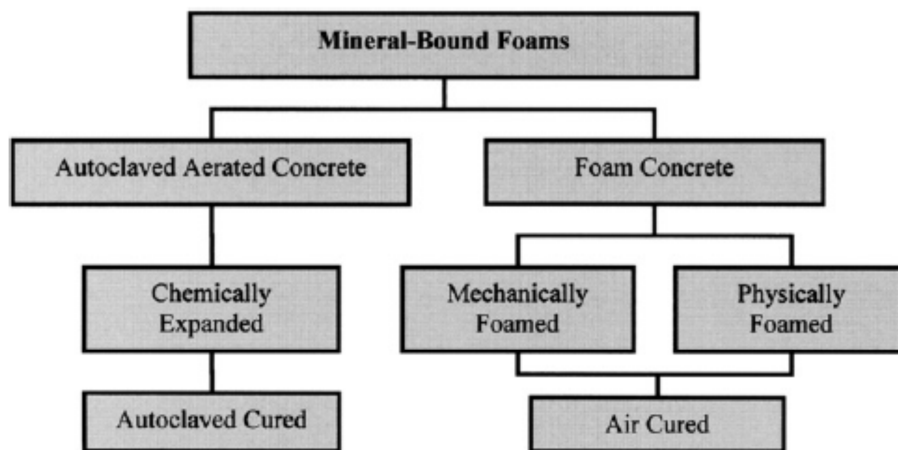 Mineral-Bound Foams
Autoclaved Aerated Concrete
Foam Concrete
Chemically
Expanded
Mechanically
Foamed
Physically
Foamed
Autoclaved Cured
Air Cured